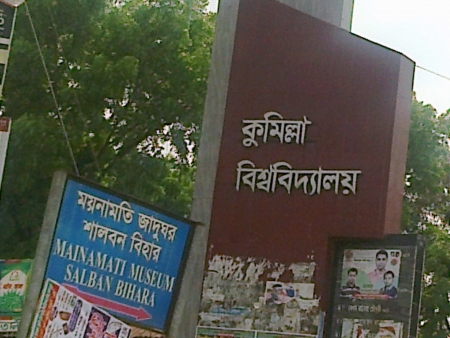 কুমিল্লা
বিশ্ববিদ্যালয়
ময়নামতি জাদুঘর
শালবন বিহার
MAINAMATI MUSEUM
SALBAN BIHARA